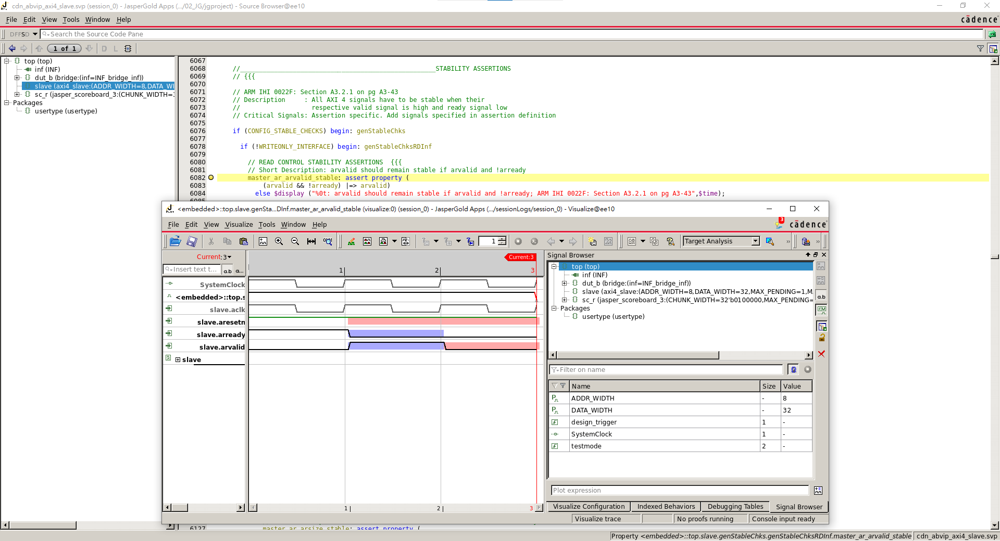 cdn_abvip_axi4_slave.svp (session_0) - JasperGold Apps (.../02_JG/jgproject) - Source Browser@ee10
File Edit View Tools Window Help
cādence
DFFSD Search the Source Code Pane
1 of 1 D L
top (top)
inf (INF)
dut_b (bridge:(inf=INF_bridge_inf))
slave (axi4_slave:(ADDR_WIDTH=8,DATA_WI
sc_r (jasper_scoreboard_3:(CHUNK_WIDTH=3
Packages
usertype (usertype)
6067
6068 //____________________________________________________STABILITY ASSERTIONS
6069 // {{{
6070
6071 // ARM IHI 0022F: Section A3.2.1 on pg A3-43
6072 // Description : All AXI 4 signals have to be stable when their
6073 // respective valid signal is high and ready signal low
6074 // Critical Signals: Assertion specific. Add signals specified in assertion definition
6075
6076 if (CONFIG_STABLE_CHECKS) begin: genStableChks
6077
6078 if (!WRITEONLY_INTERFACE) begin: genStableChksRDInf
6079
6080 // READ CONTROL STABILITY ASSERTIONS {{{
6081 // Short Description: arvalid should remain stable if arvalid and !arready
6082 master_ar_arvalid_stable: assert property (
6083 (arvalid && !arready) |=> arvalid)
6084 else $display ("%0t: arvalid should remain stable if arvalid and !arready; ARM IHI 0022F: Section A3.2.1 on pg A3-43",$time);
6085
<embedded>::top.slave.genSta...DInf.master_ar_arvalid_stable (visualize:0) (session_0) - JasperGold Apps (.../sessionLogs/session_0) - Visualize@ee10
File Edit View Visualize Tools Window Help
3
cādence
1
Target Analysis
» »
Current:3
Insert text t... a.b a...
Current:3
1 2 3
SystemClock
<embedded>::top.s
slave.aclk
slave.aresetn
slave.arready
slave.arvalid
slave
1 2 3
Signal Browser
top (top)
inf (INF)
dut_b (bridge:(inf=INF_bridge_inf))
slave (axi4_slave:(ADDR_WIDTH=8,DATA_WIDTH=32,MAX_PENDING=1,M
sc_r (jasper_scoreboard_3:(CHUNK_WIDTH=32'b0100000,MAX_PENDING=
Packages
usertype (usertype)
a.b
Filter on name
Name Size Value
ADDR_WIDTH - 8
DATA_WIDTH - 32
design_trigger 1 -
SystemClock 1 -
testmode 2 -
Plot expression
Visualize Configuration Indexed Behaviors Debugging Tables Signal Browser
Visualize trace No proofs running Console input ready
6127 master_ar_arsize_stable: assert property (
Property <embedded>::top.slave.genStableChks.genStableChksRDInf.master_ar_arvalid_stable cdn_abvip_axi4_slave.svp